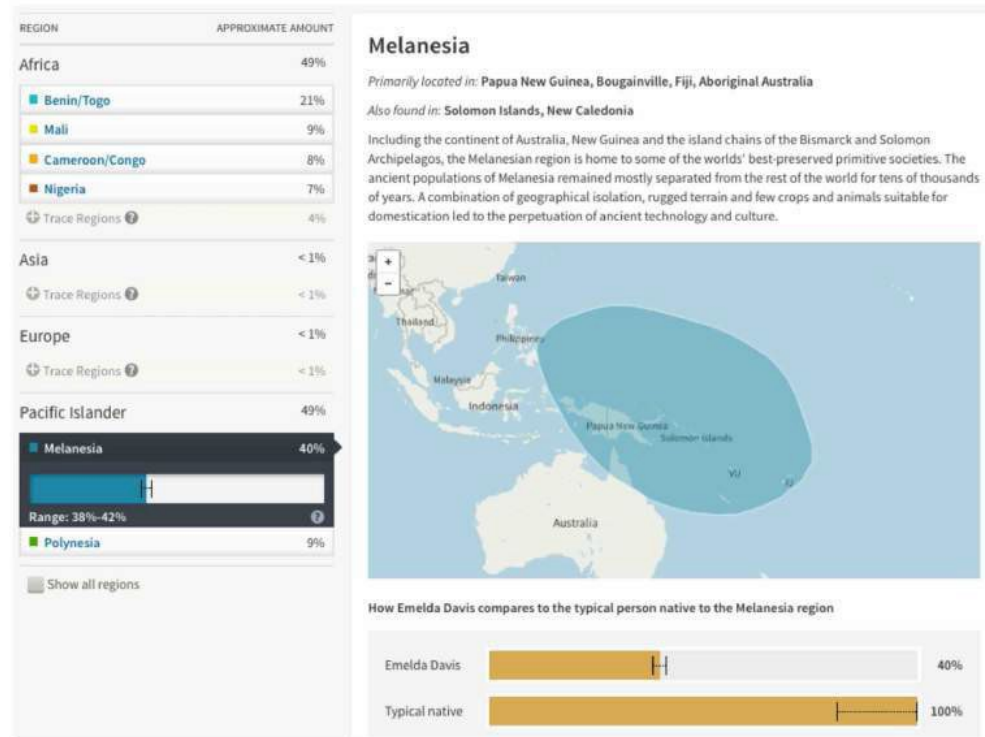 REGION APPROXIMATE AMOUNT
Africa 49%
Benin/Togo 21%
Mali 9%
Cameroon/Congo 8%
Nigeria 7%
Trace Regions ? 4%
Asia < 1%
Trace Regions ? < 1%
Europe < 1%
Trace Regions ? < 1%
Pacific Islander 49%
Melanesia 40%
Range: 38%-42% ?
Polynesia 9%
Show all regions
Melanesia
Primarily located in: Papua New Guinea, Bougainville, Fiji, Aboriginal Australia
Also found in: Solomon Islands, New Caledonia
Including the continent of Australia, New Guinea and the island chains of the Bismarck and Solomon
Archipelagos, the Melanesian region is home to some of the worlds' best-preserved primitive societies. The
ancient populations of Melanesia remained mostly separated from the rest of the world for tens of thousands
of years. A combination of geographical isolation, rugged terrain and few crops and animals suitable for
domestication led to the perpetuation of ancient technology and culture.
+
-
Taiwan
Thailand
Philippines
Malaysia
Indonesia
Papua New Guinea
Solomon Islands
VU
FJ
Australia
How Emelda Davis compares to the typical person native to the Melanesia region
Emelda Davis 40%
Typical native 100%